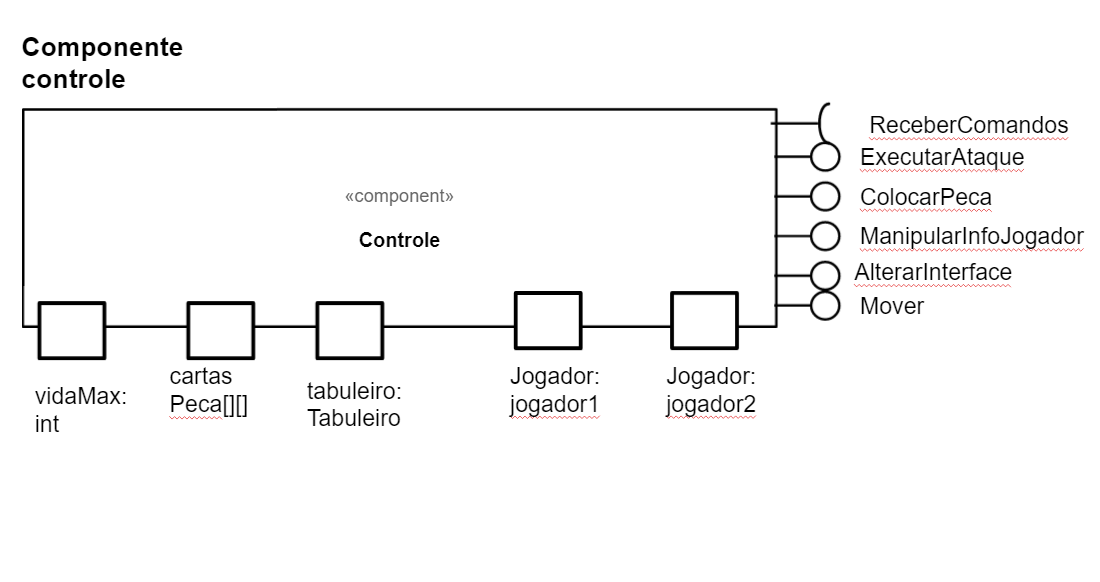 Componente
controle
ReceberComandos
ExecutarAtaque
«component»
ColocarPeca
Controle
ManipularInfoJogador
AlterarInterface
Mover
vidaMax:
int
cartas
Peca[][]
tabuleiro:
Tabuleiro
Jogador:
jogador1
Jogador:
jogador2